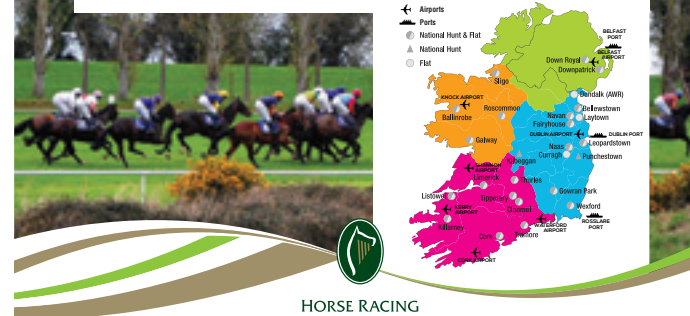 Airports
Ports
National Hunt & Flat
National Hunt
Flat
BELFAST
PORT
BELFAST
AIRPORT
Down Royal
Downpatrick
Sligo
Dundalk (AWR)
KNOCK AIRPORT
Ballinrobe
Roscommon
Bellewstown
Navan
Laytown
Fairyhouse
DUBLIN AIRPORT
DUBLIN PORT
Galway
Leopardstown
Naas
Curragh
Punchestown
Kilbeggan
SHANNON
AIRPORT
Limerick
Thurles
Gowran Park
Listowel
Tipperary
Clonmel
Wexford
KERRY
AIRPORT
Killarney
WATERFORD
AIRPORT
ROSSLARE
PORT
Tramore
Cork
CORK AIRPORT
HORSE RACING